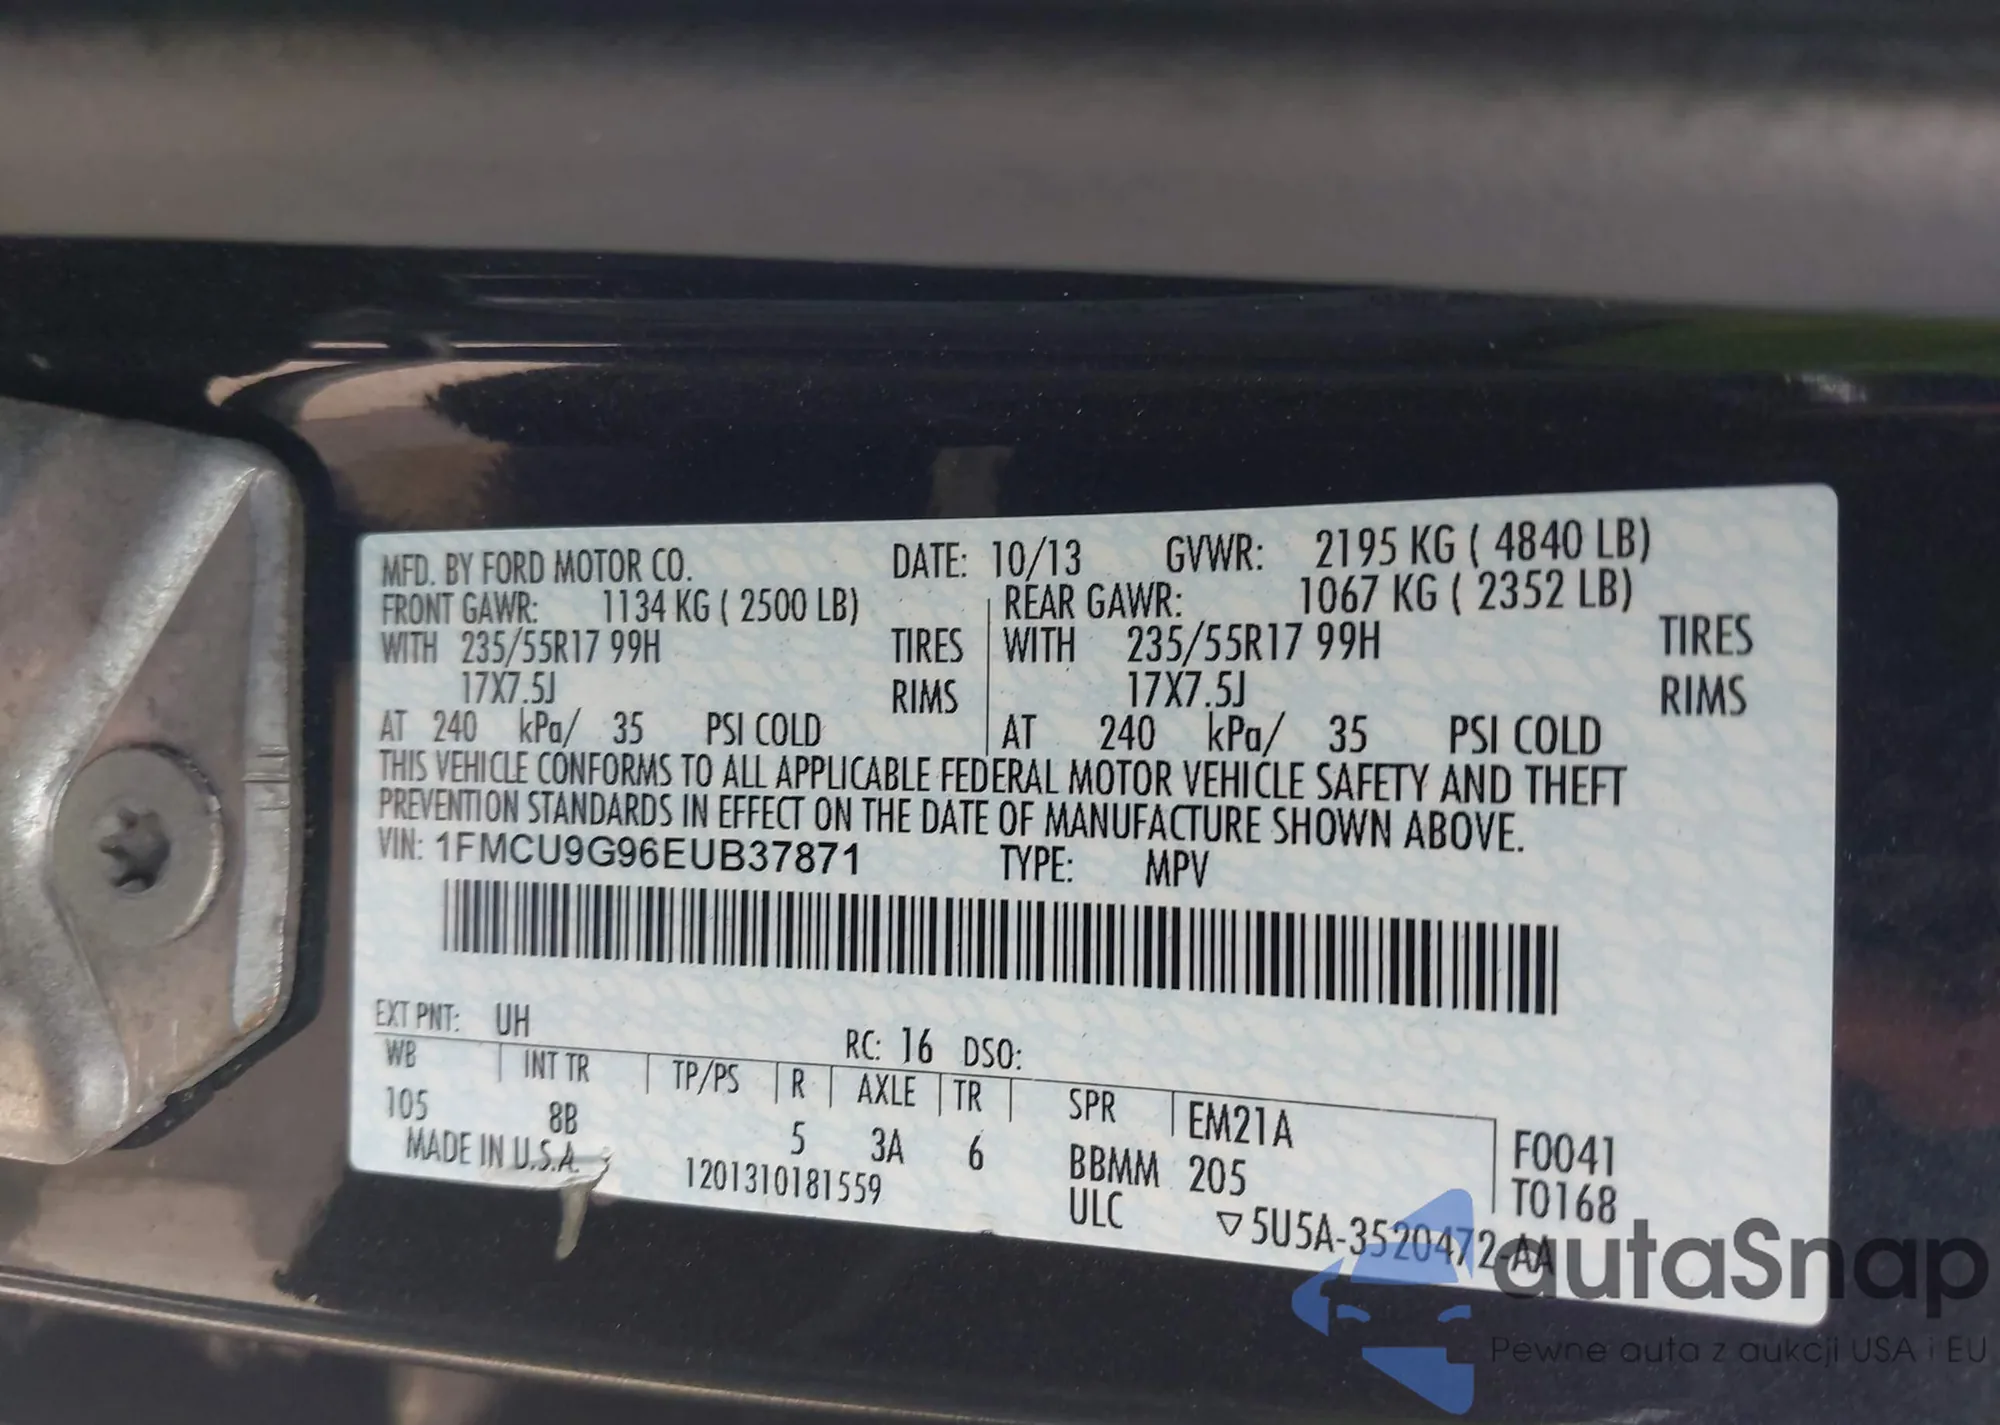 MFD. BY FORD MOTOR CO. DATE: 10/13 GVWR: 2195 KG ( 4840 LB)
FRONT GAWR: 1134 KG ( 2500 LB) REAR GAWR: 1067 KG ( 2352 LB)
WITH 235/55R17 99H TIRES WITH 235/55R17 99H TIRES
17X7.5J RIMS 17X7.5J RIMS
AT 240 kPa/ 35 PSI COLD AT 240 kPa/ 35 PSI COLD
THIS VEHICLE CONFORMS TO ALL APPLICABLE FEDERAL MOTOR VEHICLE SAFETY AND THEFT
PREVENTION STANDARDS IN EFFECT ON THE DATE OF MANUFACTURE SHOWN ABOVE.
VIN: 1FMCU9G96EUB37871 TYPE: MPV
EXT PNT: UH RC: 16 DSO:
WB INT TR TP/PS R AXLE TR SPR EM21A F0041
105 8B 5 3A 6 BBMM 205 T0168
MADE IN U.S.A. 1201310181559 ULC ▽5U5A-3520472-AA
autaSnap
Pewne auta z aukcji USA i EU